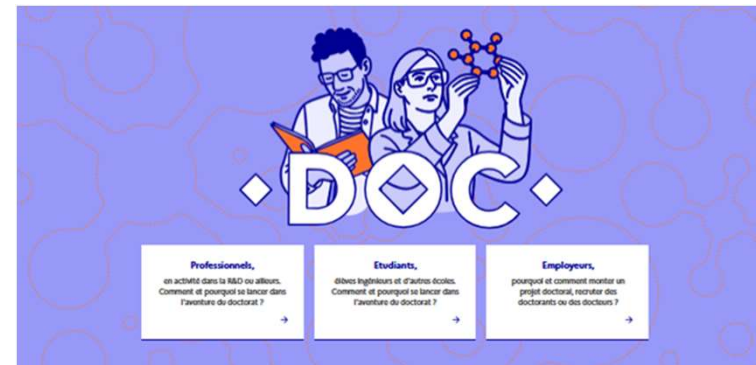 DOC
Professionnels,
en activité dans la R&D ou ailleurs.
Comment et pourquoi se lancer dans
l'aventure du doctorat ?
→
Etudiants,
élèves ingénieurs et d'autres écoles.
Comment et pourquoi se lancer dans
l'aventure du doctorat ?
→
Employeurs,
pourquoi et comment monter un
projet doctoral, recruter des
doctorants ou des docteurs ?
→